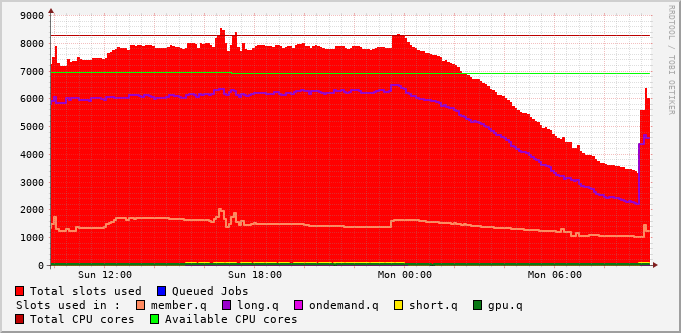 9000
8000
7000
6000
5000
4000
3000
2000
1000
0
Sun 12:00 Sun 18:00 Mon 00:00 Mon 06:00
Total slots used Queued Jobs
Slots used in : member.q long.q ondemand.q short.q gpu.q
Total CPU cores Available CPU cores
RRDTOOL / TOBI OETIKER